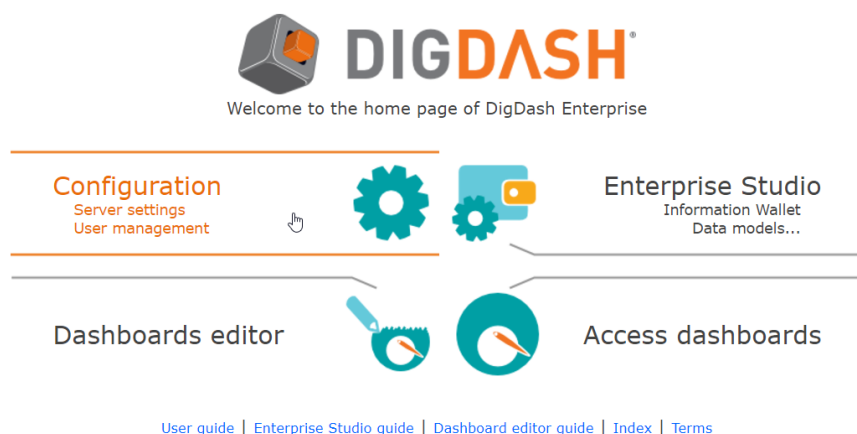 DIGDASH®
Welcome to the home page of DigDash Enterprise
Configuration
Server settings
User management
Enterprise Studio
Information Wallet
Data models...
Dashboards editor
Access dashboards
User guide | Enterprise Studio guide | Dashboard editor guide | Index | Terms